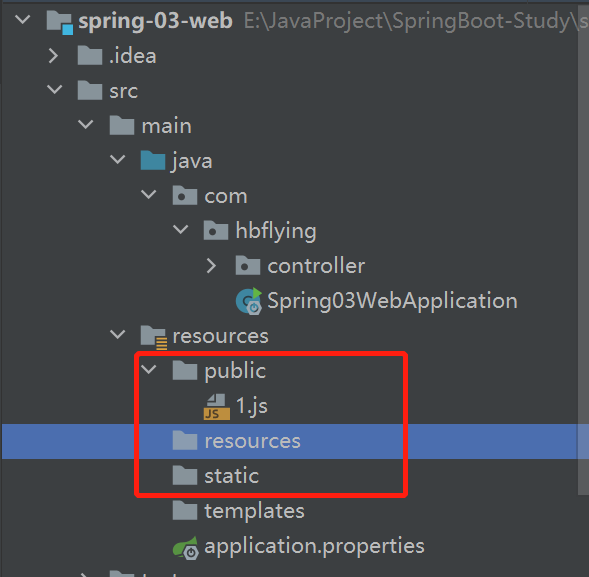 spring-03-web E:\JavaProject\SpringBoot-Study\s
.idea
src
main
java
com
hbflying
controller
Spring03WebApplication
resources
public
JS 1.js
resources
static
templates
application.properties